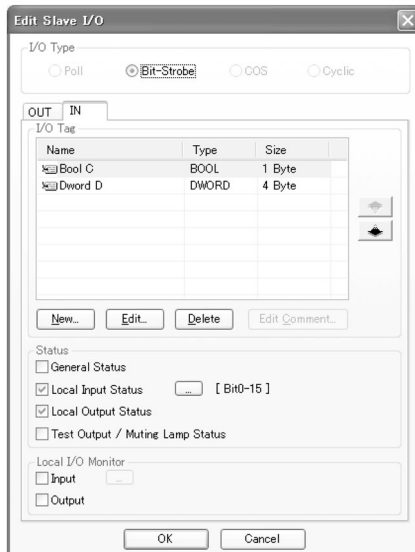 Edit Slave I/O
I/O Type
Poll Bit-Strobe COS Cyclic
OUT IN
I/O Tag
Name Type Size
Bool C BOOL 1 Byte
Dword D DWORD 4 Byte
New... Edit... Delete Edit Comment...
Status
General Status
Local Input Status ... [ Bit0-15 ]
Local Output Status
Test Output / Muting Lamp Status
Local I/O Monitor
Input ...
Output
OK Cancel